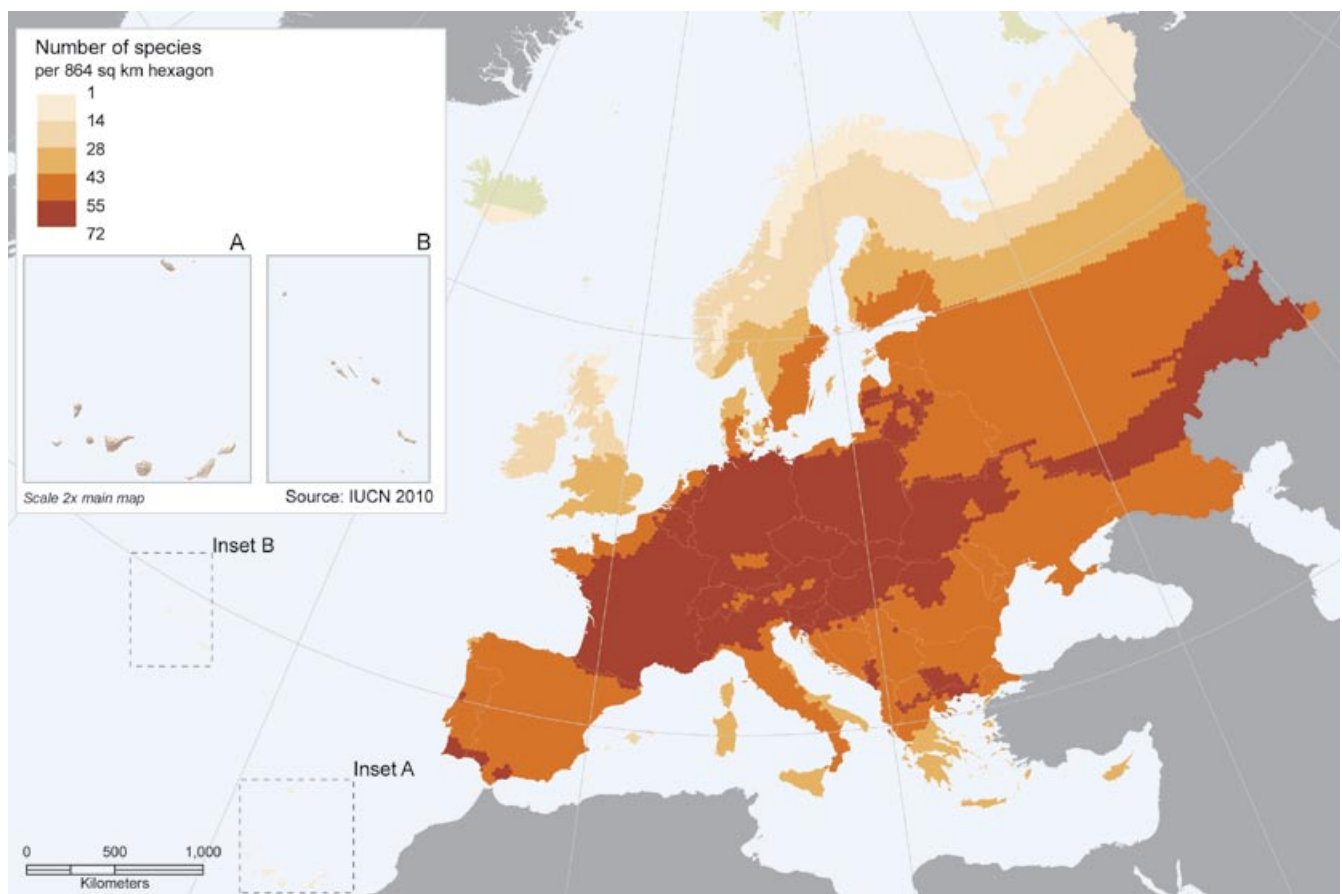 Number of species
per 864 sq km hexagon
1
14
28
43
55
72
A
B
Scale 2x main map
Source: IUCN 2010
Inset B
Inset A
0 500 1,000
Kilometers